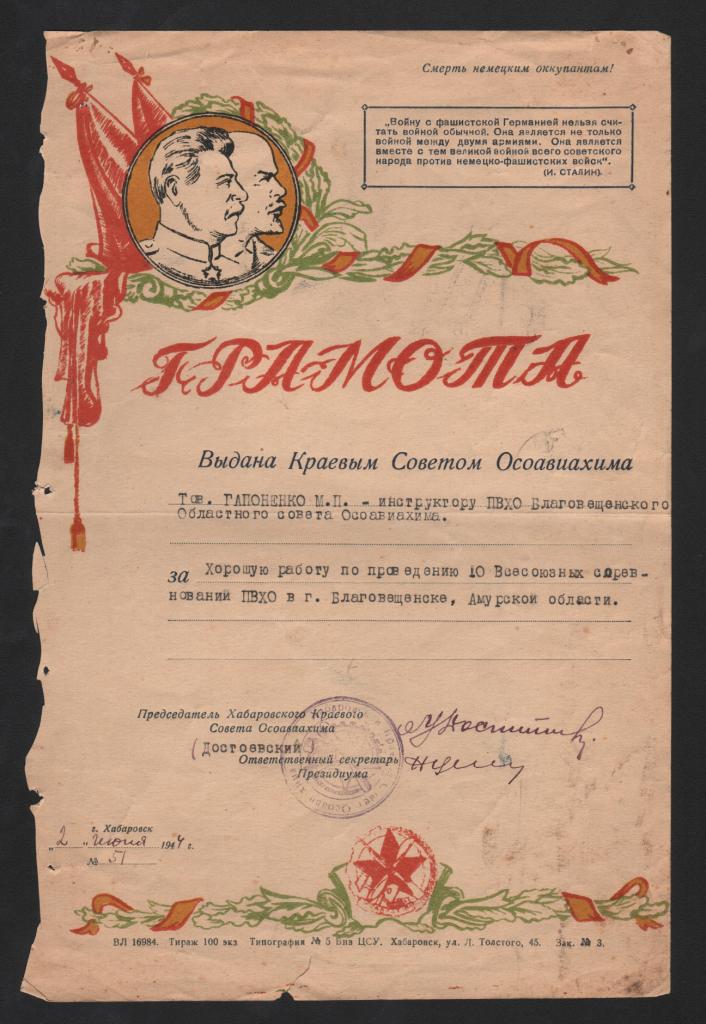 Смерть немецким оккупантам!
„Войну с фашистской Германией нельзя счи-
тать войной обычной. Она является не только
войной между двумя армиями. Она является
вместе с тем великой войной всего советского
народа против немецко-фашистских войск".
(И. СТАЛИН).
ГРАМОТА
Выдана Краевым Советом Осоавиахима
Тов. ГАПОНЕНКО М.П. - инструктору ПВХО Благовещенского
Областного совета Осоавиахима.
за Хорошую работу по проведению 10 Всесоюзных сорев-
нований ПВХО в г. Благовещенске, Амурской области.
Председатель Хабаровского Краевого
Совета Осоавиахима
(Достоевский)
Ответственный секретарь
Президиума
г. Хабаровск
„2 „ июня 1944 г.
№ 51
ВЛ 16984. Тираж 100 экз Типография № 5 Биз ЦСУ. Хабаровск, ул. Л. Толстого, 45. Зак. № 3.